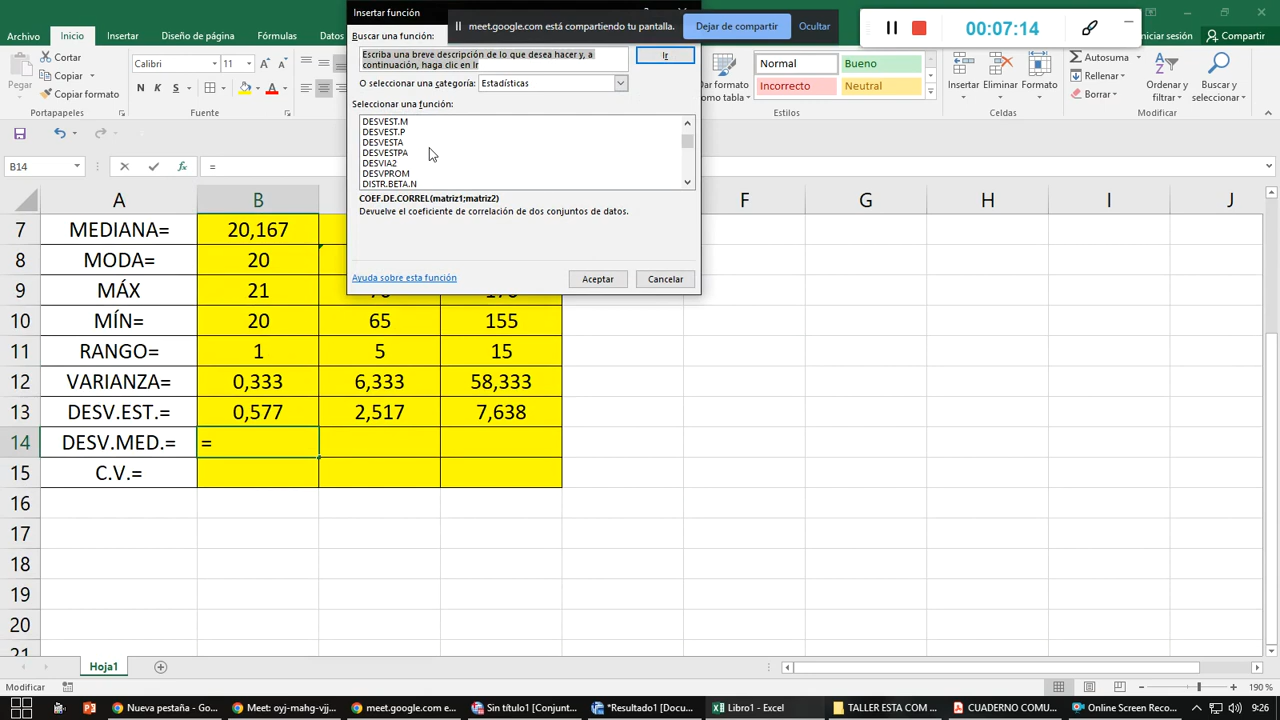 Insertar función
meet.google.com está compartiendo tu pantalla.
Dejar de compartir
Ocultar
00:07:14
Archivo
Inicio
Insertar
Diseño de página
Fórmulas
Datos
Iniciar sesión
Compartir
Buscar una función:
Escriba una breve descripción de lo que desea hacer y, a
continuación, haga clic en Ir
Ir
O seleccionar una categoría:
Estadísticas
Seleccionar una función:
DESVEST.M
DESVEST.P
DESVESTA
DESVESTPA
DESVIA2
DESVPROM
DISTR.BETA.N
COEF.DE.CORREL(matriz1;matriz2)
Devuelve el coeficiente de correlación de dos conjuntos de datos.
Ayuda sobre esta función
Aceptar
Cancelar
Pegar
Cortar
Copiar
Copiar formato
Portapapeles
Calibri
11
N K S
Dar formato
como tabla
Normal
Bueno
Incorrecto
Neutral
Estilos
Insertar
Eliminar
Formato
Celdas
Autosuma
Rellenar
Borrar
Ordenar y
filtrar
Buscar y
seleccionar
Modificar
B14
=
A B F G H I J
7 MEDIANA= 20,167
8 MODA= 20
9 MÁX 21
10 MÍN= 20 65 155
11 RANGO= 1 5 15
12 VARIANZA= 0,333 6,333 58,333
13 DESV.EST.= 0,577 2,517 7,638
14 DESV.MED.= =
15 C.V.=
16
17
18
19
20
21
Hoja1
Modificar
190 %
Nueva pestaña - Go...
Meet: oyj-mahg-vjj...
meet.google.com e...
Sin título1 [Conjunt...
*Resultado1 [Docu...
Libro1 - Excel
TALLER ESTA COM ...
CUADERNO COMU...
Online Screen Reco...
9:26